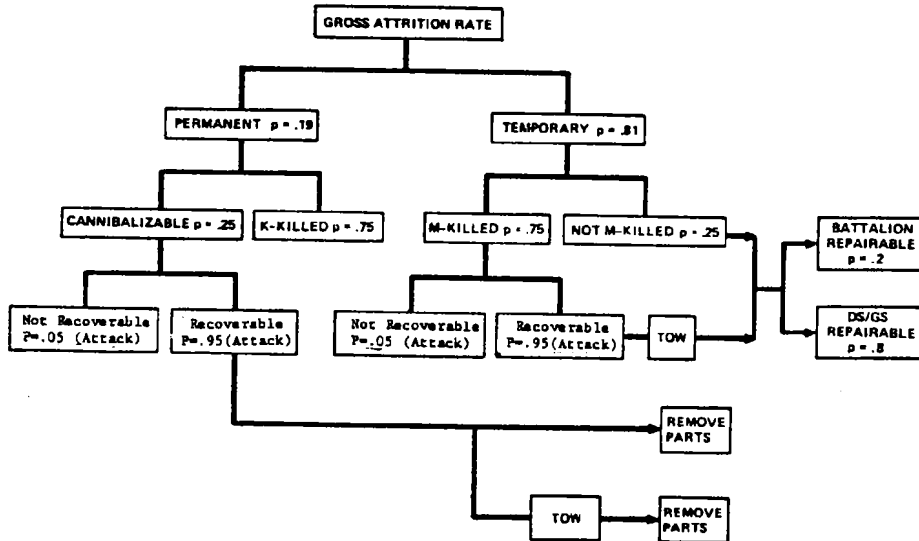 GROSS ATTRITION RATE
PERMANENT p = .19
TEMPORARY p = .81
CANNIBALIZABLE p = .25
K-KILLED p = .75
M-KILLED p = .75
NOT M-KILLED p = .25
BATTALION
REPAIRABLE
p = .2
Not Recoverable
P=.05 (Attack)
Recoverable
P=.95(Attack)
Not Recoverable
P=.05 (Attack)
Recoverable
P=.95(Attack)
TOW
DS/GS
REPAIRABLE
p = .8
REMOVE
PARTS
TOW
REMOVE
PARTS